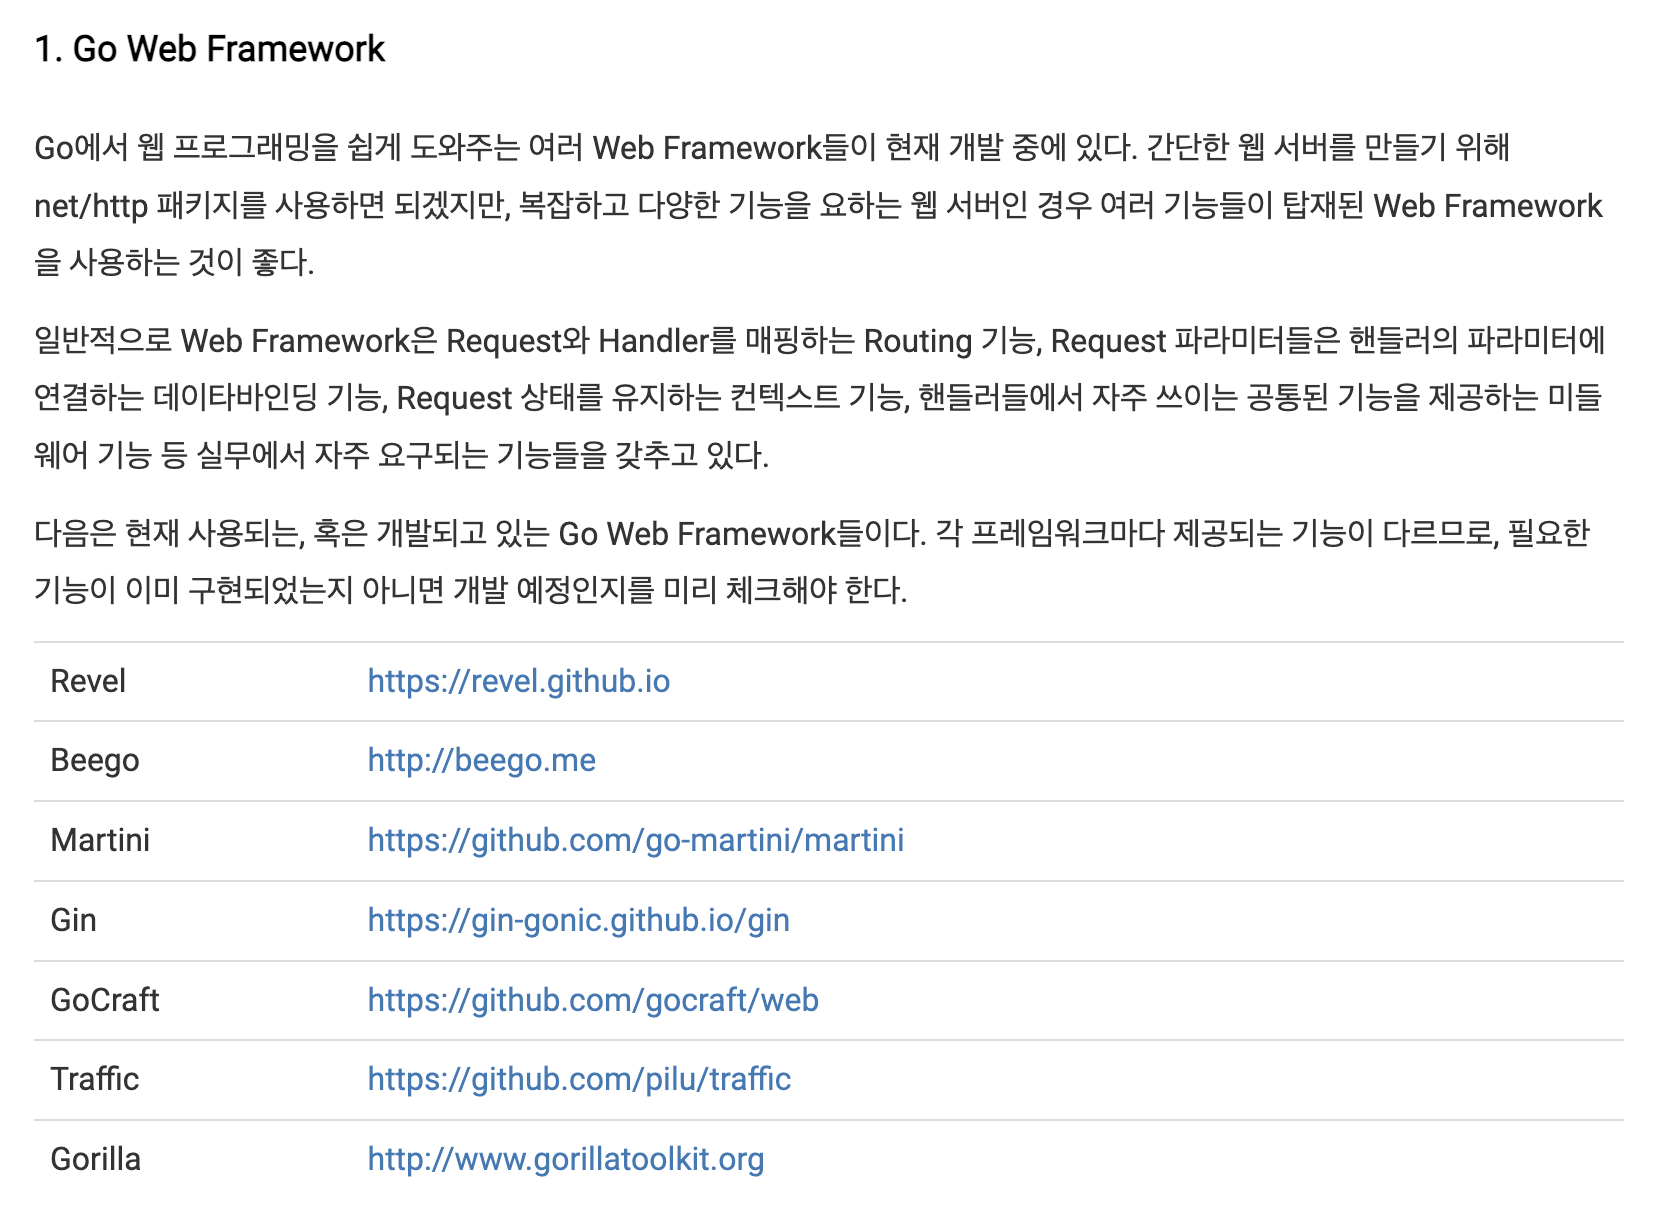 1. Go Web Framework
Go에서 웹 프로그래밍을 쉽게 도와주는 여러 Web Framework들이 현재 개발 중에 있다. 간단한 웹 서버를 만들기 위해
net/http 패키지를 사용하면 되겠지만, 복잡하고 다양한 기능을 요하는 웹 서버인 경우 여러 기능들이 탑재된 Web Framework
을 사용하는 것이 좋다.
일반적으로 Web Framework은 Request와 Handler를 매핑하는 Routing 기능, Request 파라미터들은 핸들러의 파라미터에
연결하는 데이타바인딩 기능, Request 상태를 유지하는 컨텍스트 기능, 핸들러들에서 자주 쓰이는 공통된 기능을 제공하는 미들
웨어 기능 등 실무에서 자주 요구되는 기능들을 갖추고 있다.
다음은 현재 사용되는, 혹은 개발되고 있는 Go Web Framework들이다. 각 프레임워크마다 제공되는 기능이 다르므로, 필요한
기능이 이미 구현되었는지 아니면 개발 예정인지를 미리 체크해야 한다.
Revel https://revel.github.io
Beego http://beego.me
Martini https://github.com/go-martini/martini
Gin https://gin-gonic.github.io/gin
GoCraft https://github.com/gocraft/web
Traffic https://github.com/pilu/traffic
Gorilla http://www.gorillatoolkit.org